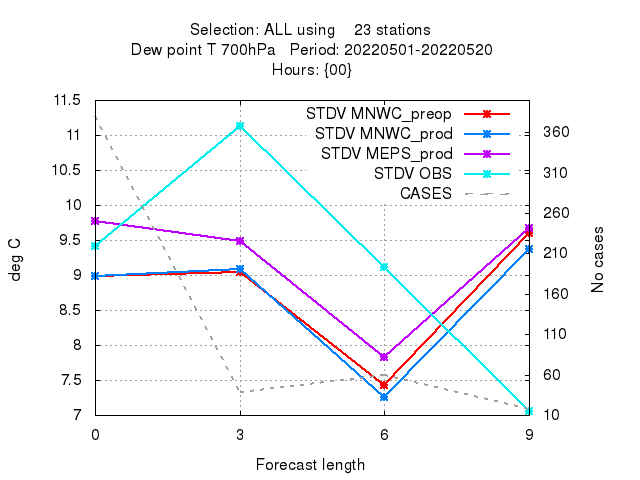 Selection: ALL using 23 stations
Dew point T 700hPa Period: 20220501-20220520
Hours: {00}
STDV MNWC_preop
STDV MNWC_prod
STDV MEPS_prod
STDV OBS
CASES
deg C
11.5
11
10.5
10
9.5
9
8.5
8
7.5
7
360
310
260
210
160
110
60
10
No cases
0 3 6 9
Forecast length